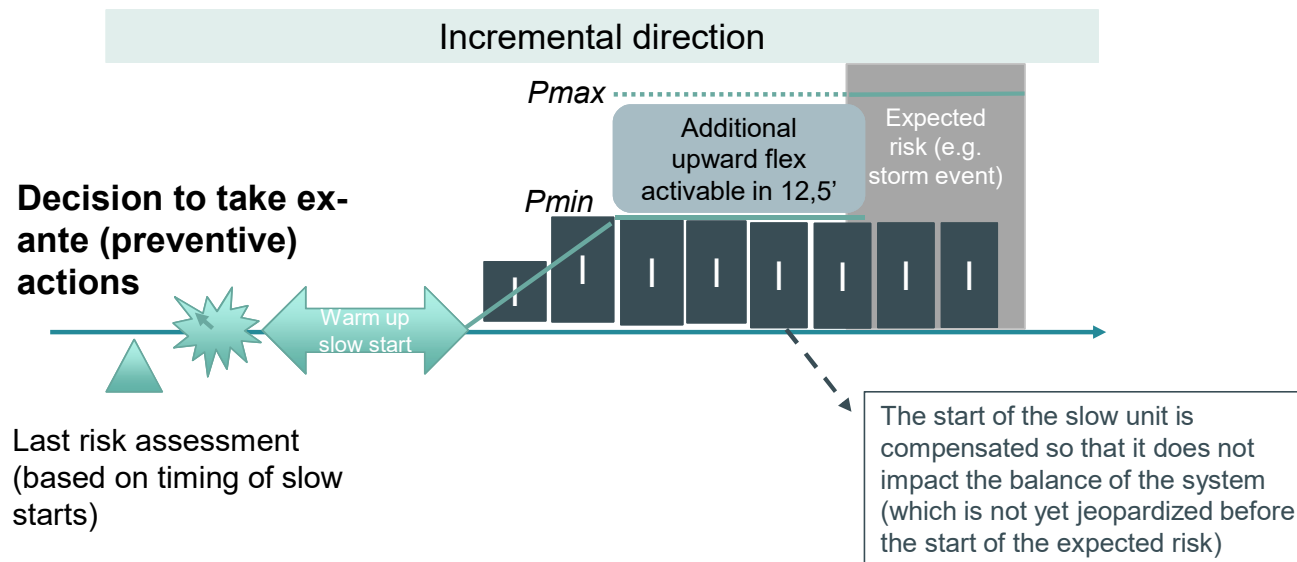 Incremental direction
Pmax
Additional
upward flex
activable in 12,5’
Expected
risk (e.g.
storm event)
Pmin
Decision to take ex-
ante (preventive)
actions
I I I I I I I I
Warm up
slow start
Last risk assessment
(based on timing of slow
starts)
The start of the slow unit is
compensated so that it does not
impact the balance of the system
(which is not yet jeopardized before
the start of the expected risk)